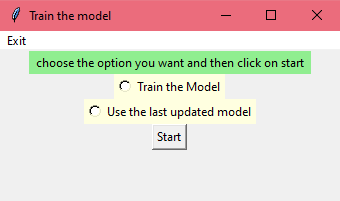 Train the model
Exit
choose the option you want and then click on start
Train the Model
Use the last updated model
Start